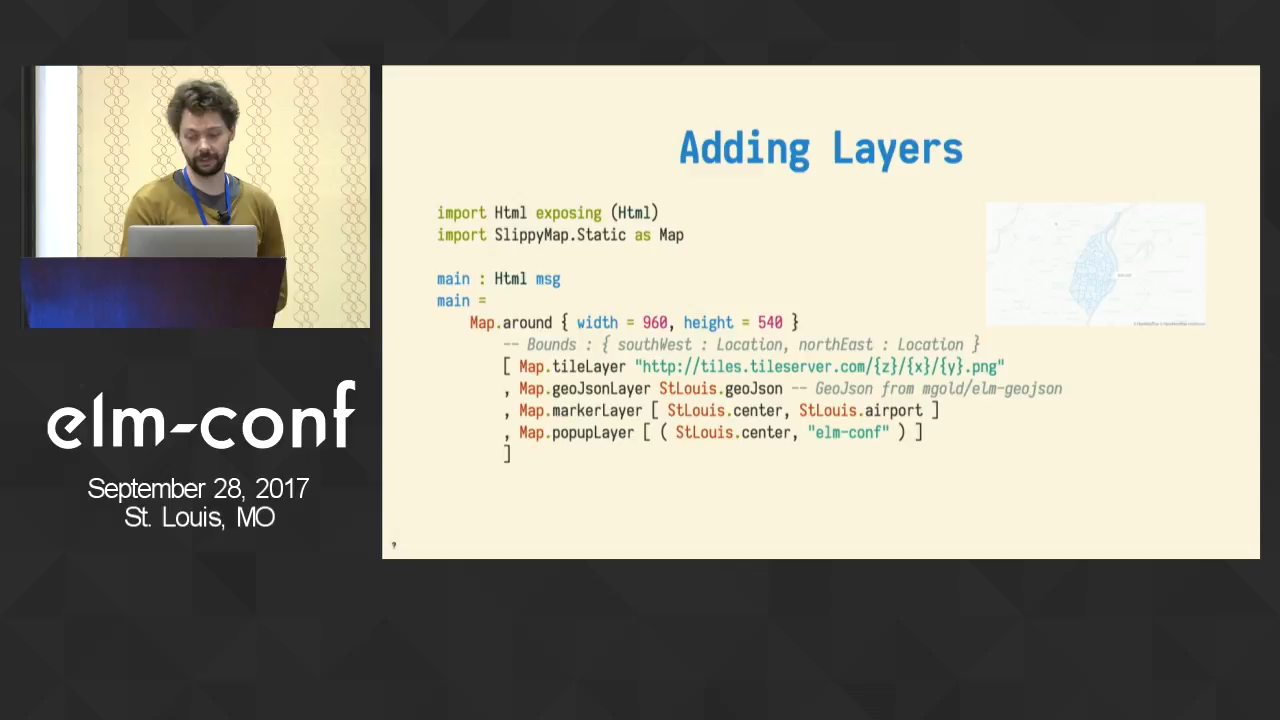 Adding Layers
import Html exposing (Html)
import SlippyMap.Static as Map
main : Html msg
main =
Map.around { width = 960, height = 540 }
-- Bounds : { southWest : Location, northEast : Location }
[ Map.tileLayer "http://tiles.tileserver.com/{z}/{x}/{y}.png"
, Map.geoJsonLayer StLouis.geoJson -- GeoJson from mgold/elm-geojson
, Map.markerLayer [ StLouis.center, StLouis.airport ]
, Map.popupLayer [ ( StLouis.center, "elm-conf" ) ]
]
elm-conf
September 28, 2017
St. Louis, MO